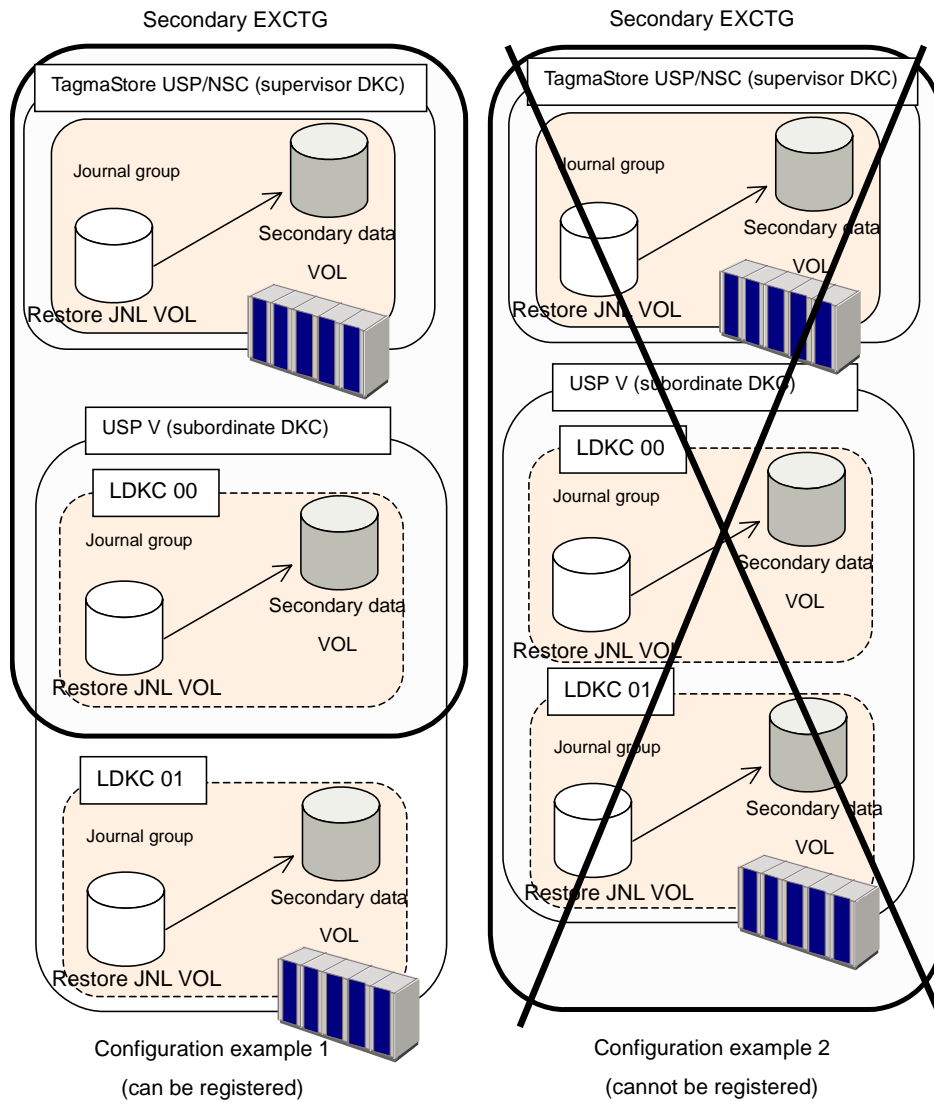 Secondary EXCTG
TagmaStore USP/NSC (supervisor DKC)
Journal group
Secondary data
VOL
Restore JNL VOL
USP V (subordinate DKC)
LDKC 00
Journal group
Secondary data
VOL
Restore JNL VOL
LDKC 01
Journal group
Secondary data
VOL
Restore JNL VOL
Configuration example 1
(can be registered)
Secondary EXCTG
TagmaStore USP/NSC (supervisor DKC)
Journal group
Secondary data
VOL
Restore JNL VOL
USP V (subordinate DKC)
LDKC 00
Journal group
Secondary data
VOL
Restore JNL VOL
LDKC 01
Journal group
Secondary data
VOL
Restore JNL VOL
Configuration example 2
(cannot be registered)